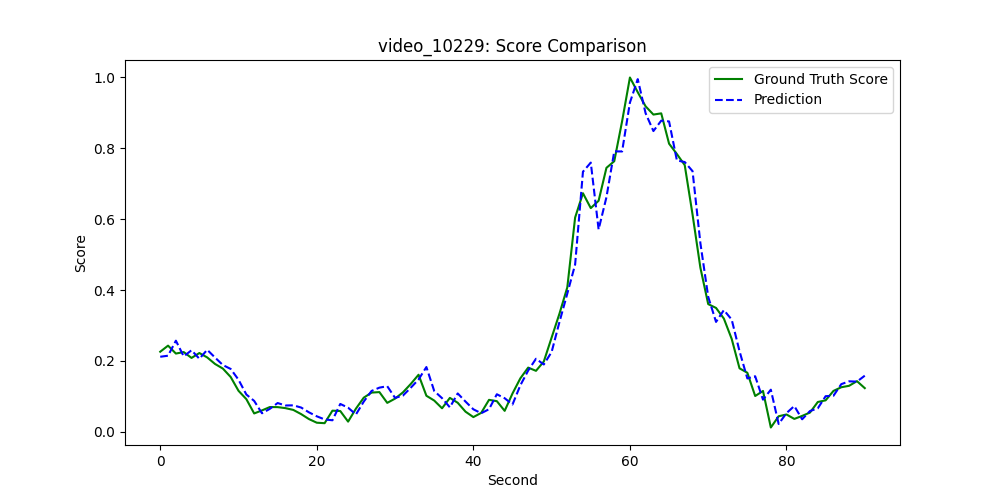 video_10229: Score Comparison
Ground Truth Score
Prediction
1.0
0.8
0.6
0.4
0.2
0.0
Score
0 20 40 60 80
Second